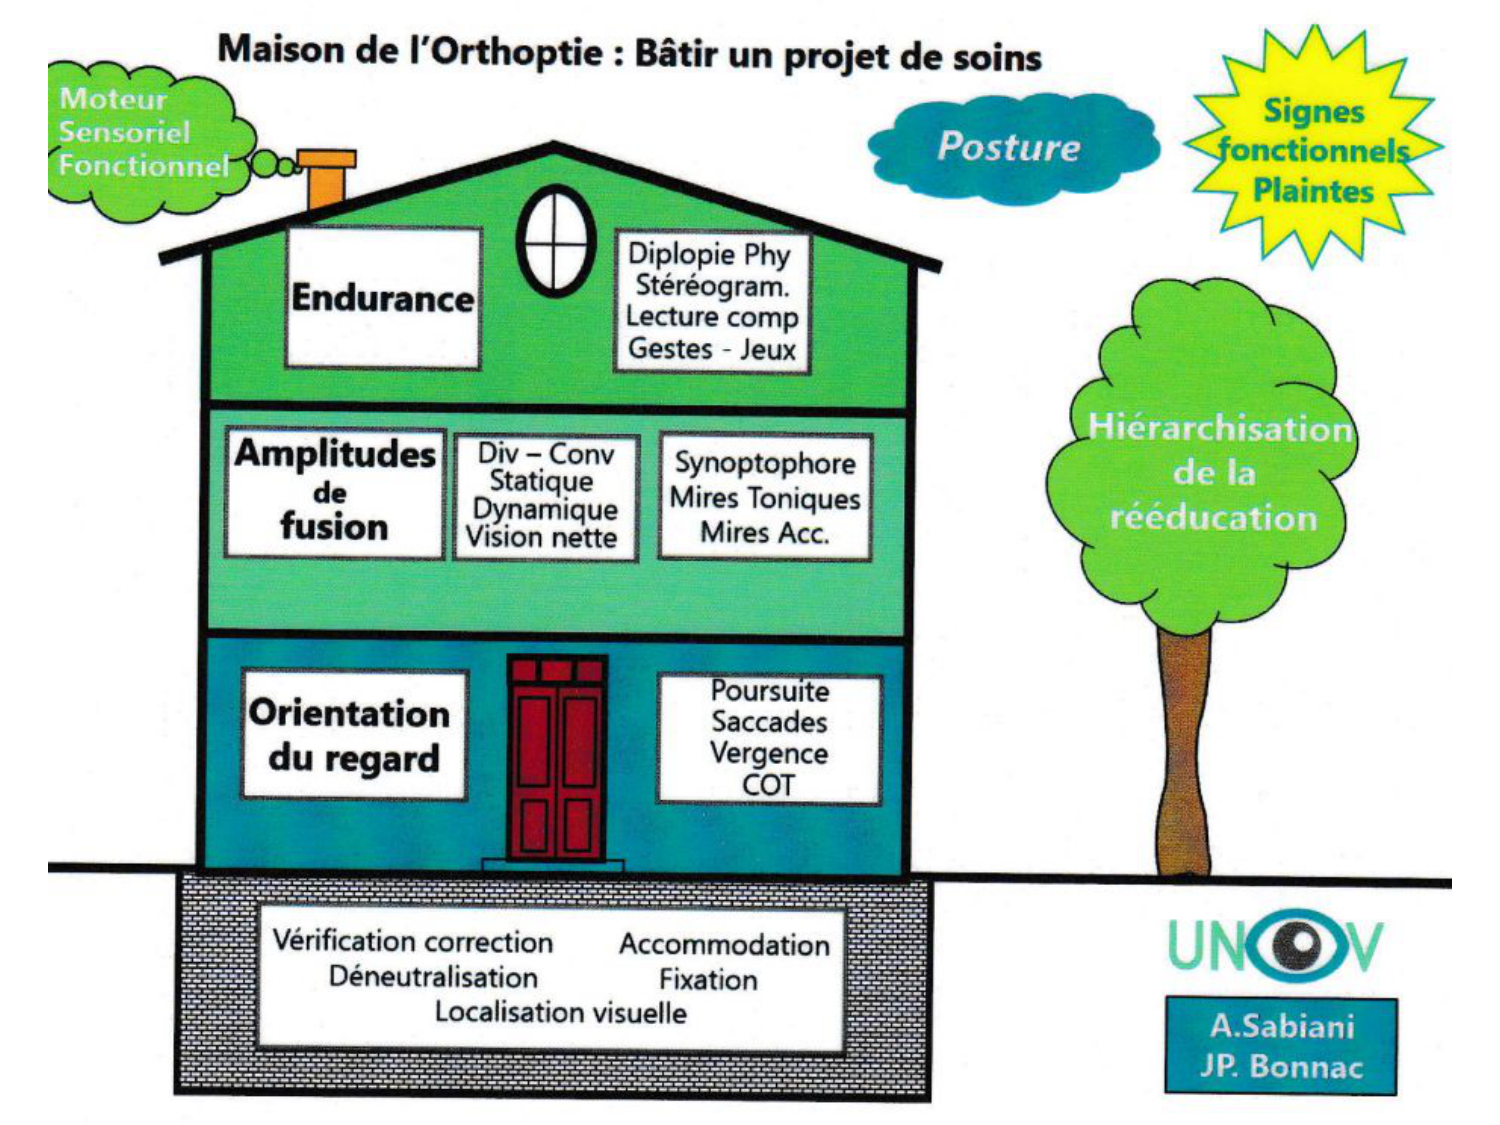 Maison de l'Orthoptie : Bâtir un projet de soins
Moteur
Sensoriel
Fonctionnel
Posture
Signes
fonctionnels
Plaintes
Endurance
Diplopie Phy
Stéréogram.
Lecture comp
Gestes - Jeux
Hiérarchisation
de la
rééducation
Amplitudes
de
fusion
Div – Conv
Statique
Dynamique
Vision nette
Synoptophore
Mires Toniques
Mires Acc.
Orientation
du regard
Poursuite
Saccades
Vergence
COT
Vérification correction Accommodation
Déneutralisation Fixation
Localisation visuelle
UNOV
A.Sabiani
JP. Bonnac